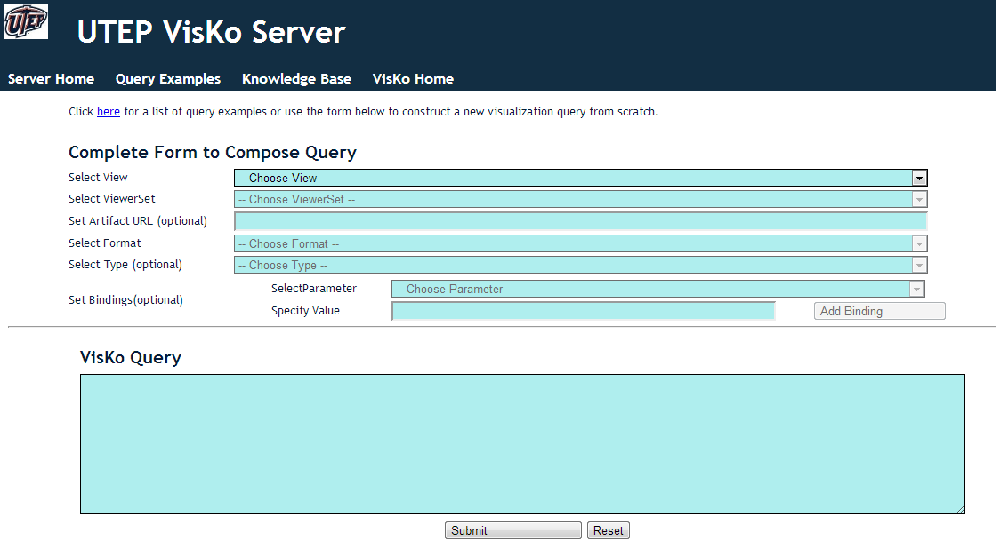 UTEP
UTEP VisKo Server
Server Home Query Examples Knowledge Base VisKo Home
Click here for a list of query examples or use the form below to construct a new visualization query from scratch.
Complete Form to Compose Query
Select View -- Choose View --
Select ViewerSet -- Choose ViewerSet --
Set Artifact URL (optional)
Select Format -- Choose Format --
Select Type (optional) -- Choose Type --
Set Bindings(optional)
SelectParameter -- Choose Parameter --
Specify Value Add Binding
VisKo Query
Submit Reset